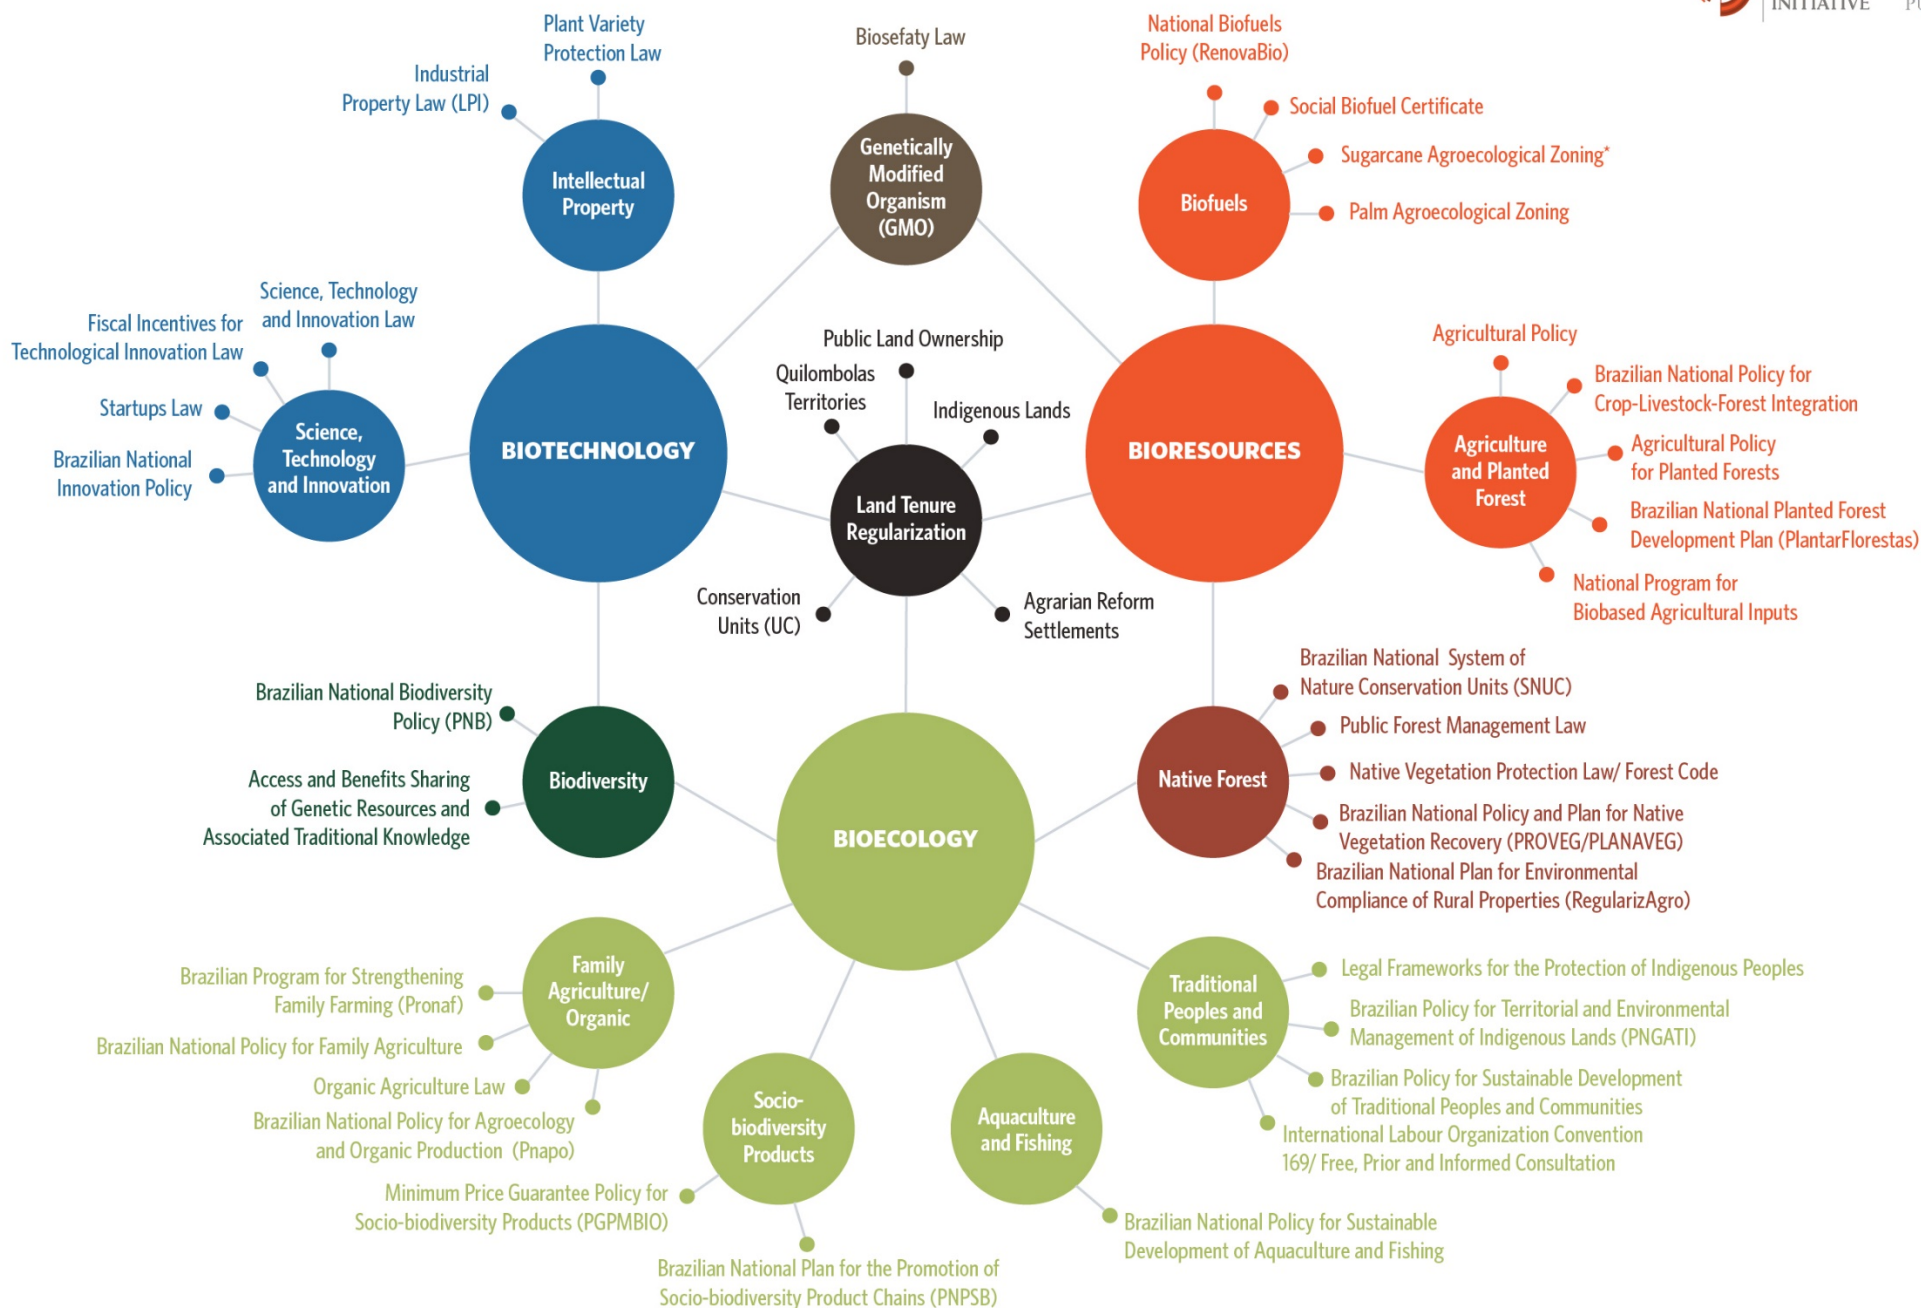 INITIATIVE
Plant Variety
Protection Law
Industrial
Property Law (LPI)
Intellectual
Property
Biosefaty Law
Genetically
Modified
Organism
(GMO)
National Biofuels
Policy (RenovaBio)
Social Biofuel Certificate
Sugarcane Agroecological Zoning*
Palm Agroecological Zoning
Biofuels
Science, Technology
and Innovation Law
Fiscal Incentives for
Technological Innovation Law
Startups Law
Brazilian National
Innovation Policy
Science,
Technology
and Innovation
BIOTECHNOLOGY
Public Land Ownership
Quilombolas
Territories
Indigenous Lands
Land Tenure
Regularization
Conservation
Units (UC)
Agrarian Reform
Settlements
BIORESOURCES
Agricultural Policy
Brazilian National Policy for
Crop-Livestock-Forest Integration
Agriculture
and Planted
Forest
Agricultural Policy
for Planted Forests
Brazilian National Planted Forest
Development Plan (PlantarFlorestas)
National Program for
Biobased Agricultural Inputs
Brazilian National Biodiversity
Policy (PNB)
Access and Benefits Sharing
of Genetic Resources and
Associated Traditional Knowledge
Biodiversity
BIOECOLOGY
Native Forest
Brazilian National System of
Nature Conservation Units (SNUC)
Public Forest Management Law
Native Vegetation Protection Law/ Forest Code
Brazilian National Policy and Plan for Native
Vegetation Recovery (PROVEG/PLANAVEG)
Brazilian National Plan for Environmental
Compliance of Rural Properties (RegularizAgro)
Family
Agriculture/
Organic
Brazilian Program for Strengthening
Family Farming (Pronaf)
Brazilian National Policy for Family Agriculture
Organic Agriculture Law
Brazilian National Policy for Agroecology
and Organic Production (Pnapo)
Socio-
biodiversity
Products
Minimum Price Guarantee Policy for
Socio-biodiversity Products (PGPMBIO)
Brazilian National Plan for the Promotion of
Socio-biodiversity Product Chains (PNPSB)
Aquaculture
and Fishing
Brazilian National Policy for Sustainable
Development of Aquaculture and Fishing
Traditional
Peoples and
Communities
Legal Frameworks for the Protection of Indigenous Peoples
Brazilian Policy for Territorial and Environmental
Management of Indigenous Lands (PNGATI)
Brazilian Policy for Sustainable Development
of Traditional Peoples and Communities
International Labour Organization Convention
169/ Free, Prior and Informed Consultation